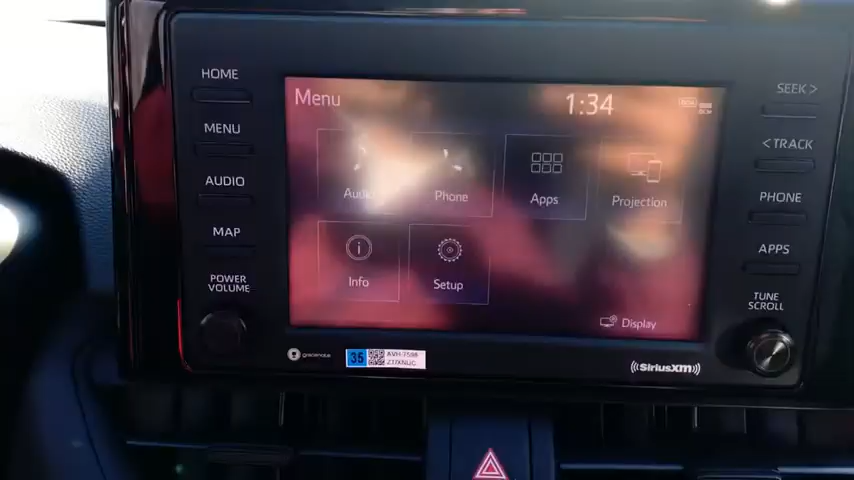 HOME
MENU
AUDIO
MAP
POWER
VOLUME
Menu
1:34
Audio
Phone
Apps
Projection
Info
Setup
Display
SEEK >
< TRACK
PHONE
APPS
TUNE
SCROLL
gracenote
35
SiriusXM